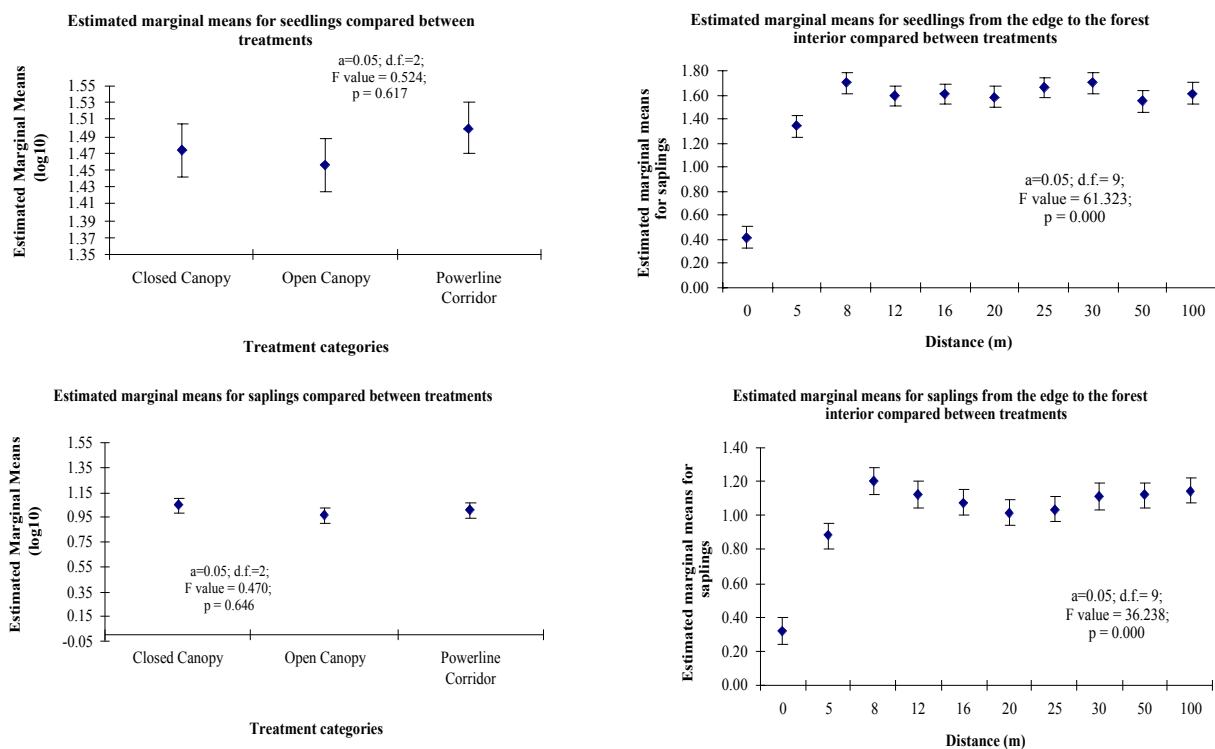 Estimated marginal means for seedlings compared between
treatments
a=0.05; d.f.=2;
F value = 0.524;
p = 0.617
Estimated Marginal Means
(log10)
1.55
1.53
1.51
1.49
1.47
1.45
1.43
1.41
1.39
1.37
1.35
Closed Canopy
Open Canopy
Powerline
Corridor
Treatment categories
Estimated marginal means for seedlings from the edge to the forest
interior compared between treatments
Estimated marginal means
for saplings
1.80
1.60
1.40
1.20
1.00
0.80
0.60
0.40
0.20
0.00
a=0.05; d.f.= 9;
F value = 61.323;
p = 0.000
0 5 8 12 16 20 25 30 50 100
Distance (m)
Estimated marginal means for saplings compared between treatments
Estimated Marginal Means
(log10)
1.55
1.35
1.15
0.95
0.75
0.55
0.35
0.15
-0.05
a=0.05; d.f.=2;
F value = 0.470;
p = 0.646
Closed Canopy
Open Canopy
Powerline
Corridor
Treatment categories
Estimated marginal means for saplings from the edge to the forest
interior compared between treatments
Estimated marginal means for
saplings
1.40
1.20
1.00
0.80
0.60
0.40
0.20
0.00
a=0.05; d.f.= 9;
F value = 36.238;
p = 0.000
0 5 8 12 16 20 25 30 50 100
Distance (m)